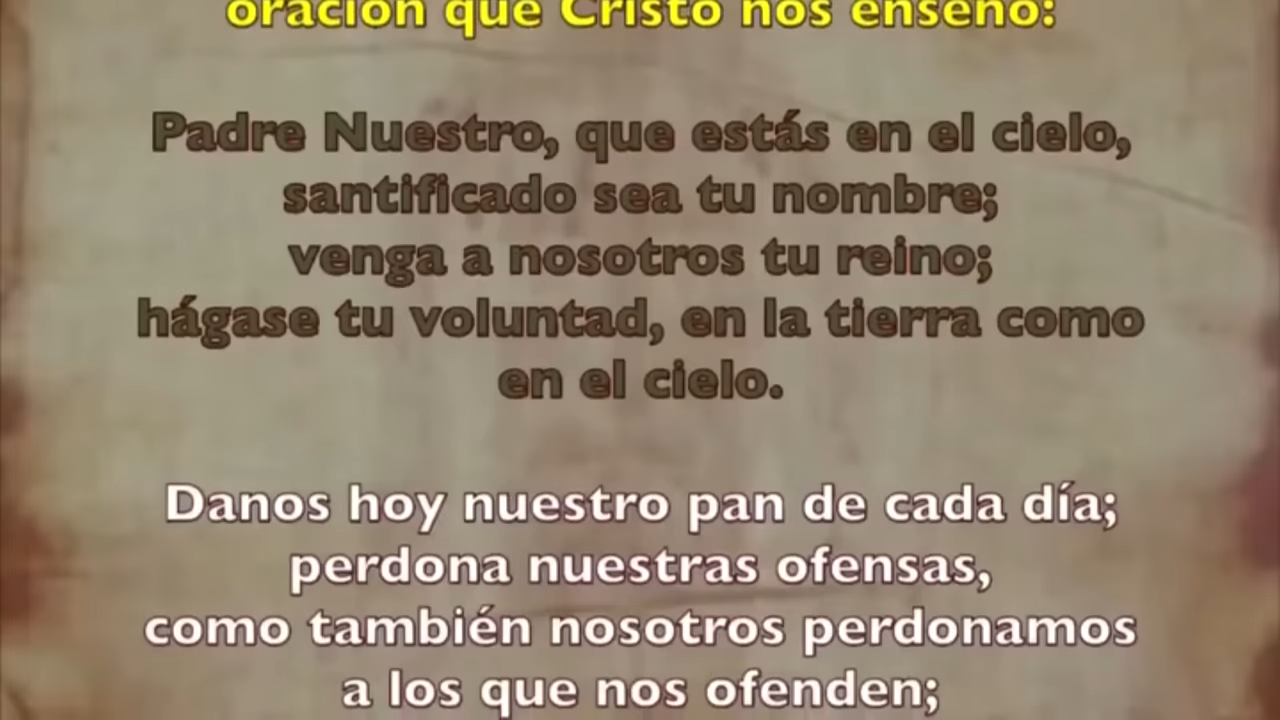 oración que Cristo nos enseñó:
Padre Nuestro, que estás en el cielo,
santificado sea tu nombre;
venga a nosotros tu reino;
hágase tu voluntad, en la tierra como
en el cielo.
Danos hoy nuestro pan de cada día;
perdona nuestras ofensas,
como también nosotros perdonamos
a los que nos ofenden;